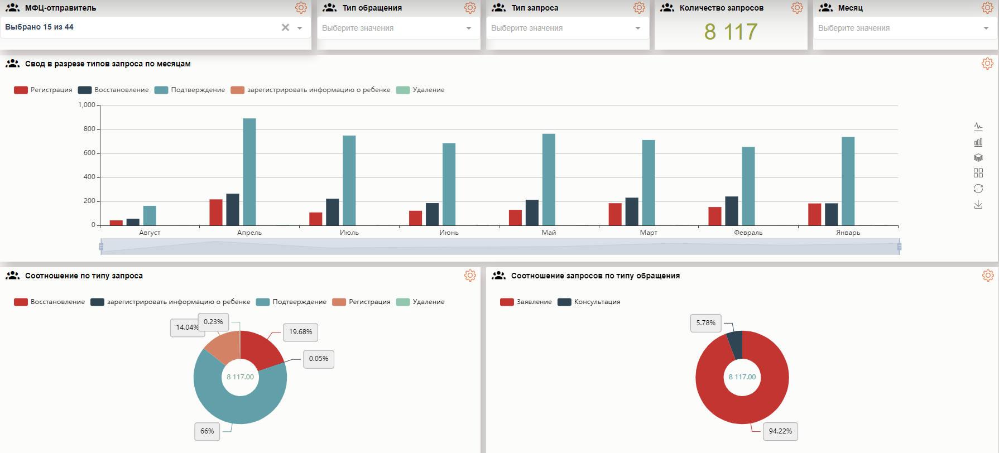 МФЦ-отправитель
Выбрано 15 из 44
Тип обращения
Выберите значения
Тип запроса
Выберите значения
Количество запросов
8 117
Месяц
Выберите значения
Свод в разрезе типов запроса по месяцам
Регистрация Восстановление Подтверждение зарегистрировать информацию о ребенке Удаление
1,000
800
600
400
200
0
Август Апрель Июль Июнь Май Март Февраль Январь
Соотношение по типу запроса
Восстановление зарегистрировать информацию о ребенке Подтверждение Регистрация Удаление
14.04% 0.23%
19.68%
0.05%
8 117.00
66%
Соотношение запросов по типу обращения
Заявление Консультация
5.78%
8 117.00
94.22%